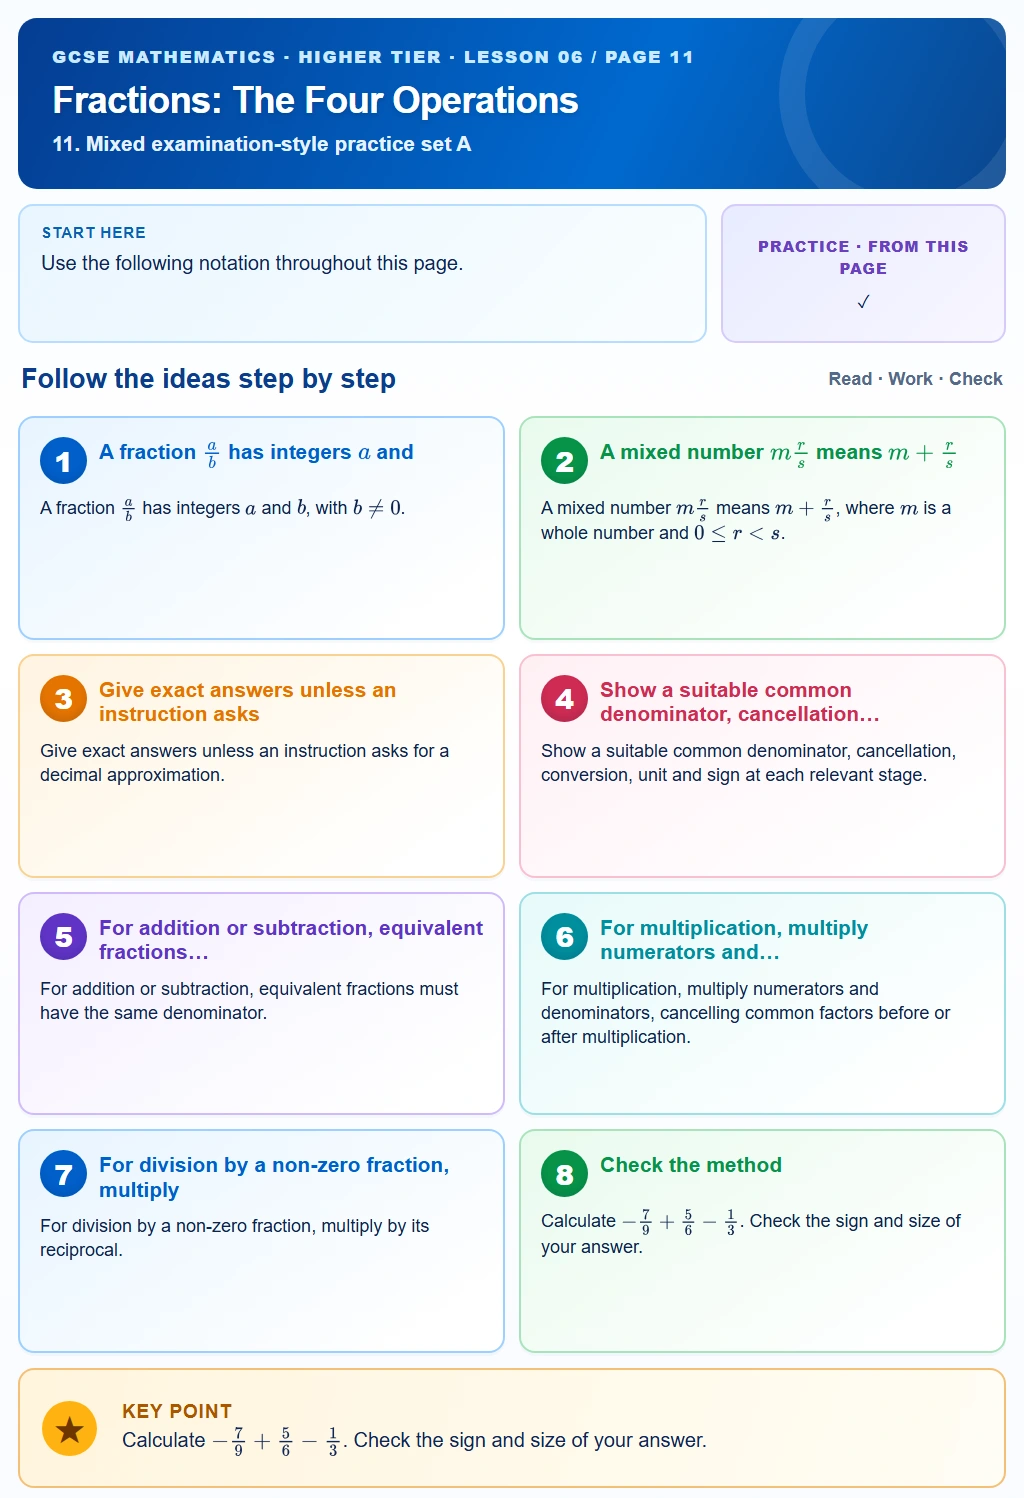 GCSE MATHEMATICS · HIGHER TIER · LESSON 06 / PAGE 11
Fractions: The Four Operations
11. Mixed examination-style practice set A
START HERE
Use the following notation throughout this page.
PRACTICE · FROM THIS
PAGE
✓
Follow the ideas step by step
Read · Work · Check
1
A fraction a/b has integers a and
A fraction a/b has integers a and b, with b ≠ 0.
2
A mixed number m r/s means m + r/s
A mixed number m r/s means m + r/s, where m is a
whole number and 0 ≤ r < s.
3
Give exact answers unless an
instruction asks
Give exact answers unless an instruction asks for a
decimal approximation.
4
Show a suitable common
denominator, cancellation…
Show a suitable common denominator, cancellation,
conversion, unit and sign at each relevant stage.
5
For addition or subtraction, equivalent
fractions…
For addition or subtraction, equivalent fractions must
have the same denominator.
6
For multiplication, multiply
numerators and…
For multiplication, multiply numerators and
denominators, cancelling common factors before or
after multiplication.
7
For division by a non-zero fraction,
multiply
For division by a non-zero fraction, multiply by its
reciprocal.
8
Check the method
Calculate −7/9 + 5/6 − 1/3. Check the sign and size of
your answer.
★
KEY POINT
Calculate −7/9 + 5/6 − 1/3. Check the sign and size of your answer.